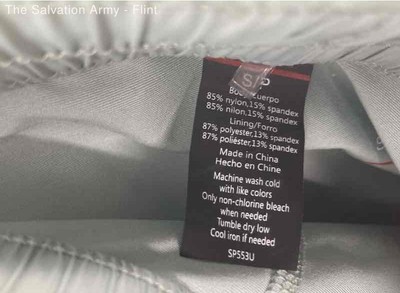 The Salvation Army - Flint
S/P
Body/Cuerpo
85% nylon,15% spandex
85% nilon,15% spandex
Lining/Forro
87% polyester,13% spandex
87% poliéster,13% spandex
Made in China
Hecho en Chine
Machine wash cold
with like colors
Only non-chlorine bleach
when needed
Tumble dry low
Cool iron if needed
SP553U